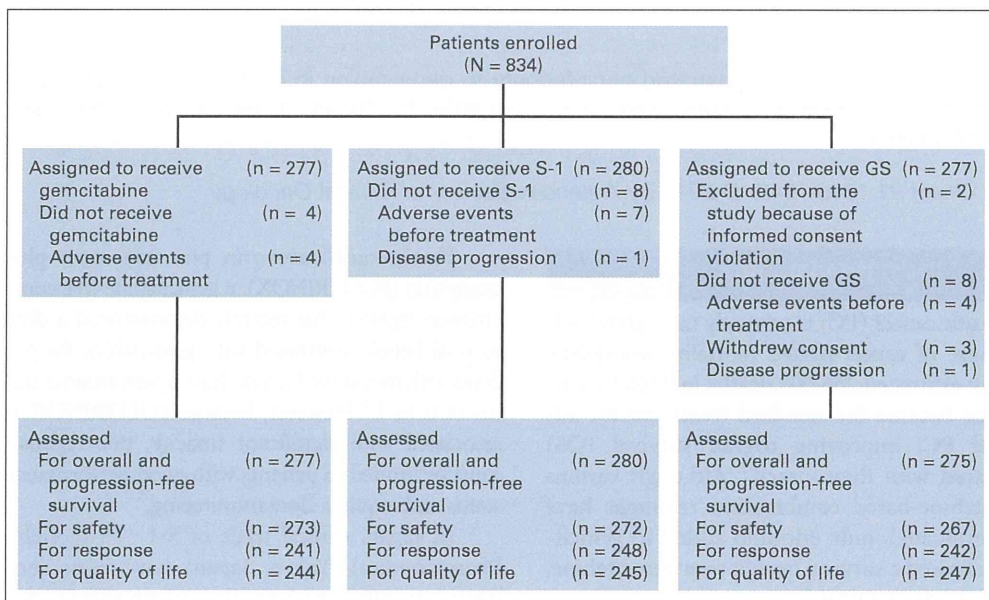 Patients enrolled
(N = 834)
Assigned to receive (n = 277)
gemcitabine
Did not receive (n = 4)
gemcitabine
Adverse events (n = 4)
before treatment
Assigned to receive S-1 (n = 280)
Did not receive S-1 (n = 8)
Adverse events (n = 7)
before treatment
Disease progression (n = 1)
Assigned to receive GS (n = 277)
Excluded from the (n = 2)
study because of
informed consent
violation
Did not receive GS (n = 8)
Adverse events before (n = 4)
treatment
Withdrew consent (n = 3)
Disease progression (n = 1)
Assessed
For overall and (n = 277)
progression-free
survival
For safety (n = 273)
For response (n = 241)
For quality of life (n = 244)
Assessed
For overall and (n = 280)
progression-free
survival
For safety (n = 272)
For response (n = 248)
For quality of life (n = 245)
Assessed
For overall and (n = 275)
progression-free
survival
For safety (n = 267)
For response (n = 242)
For quality of life (n = 247)